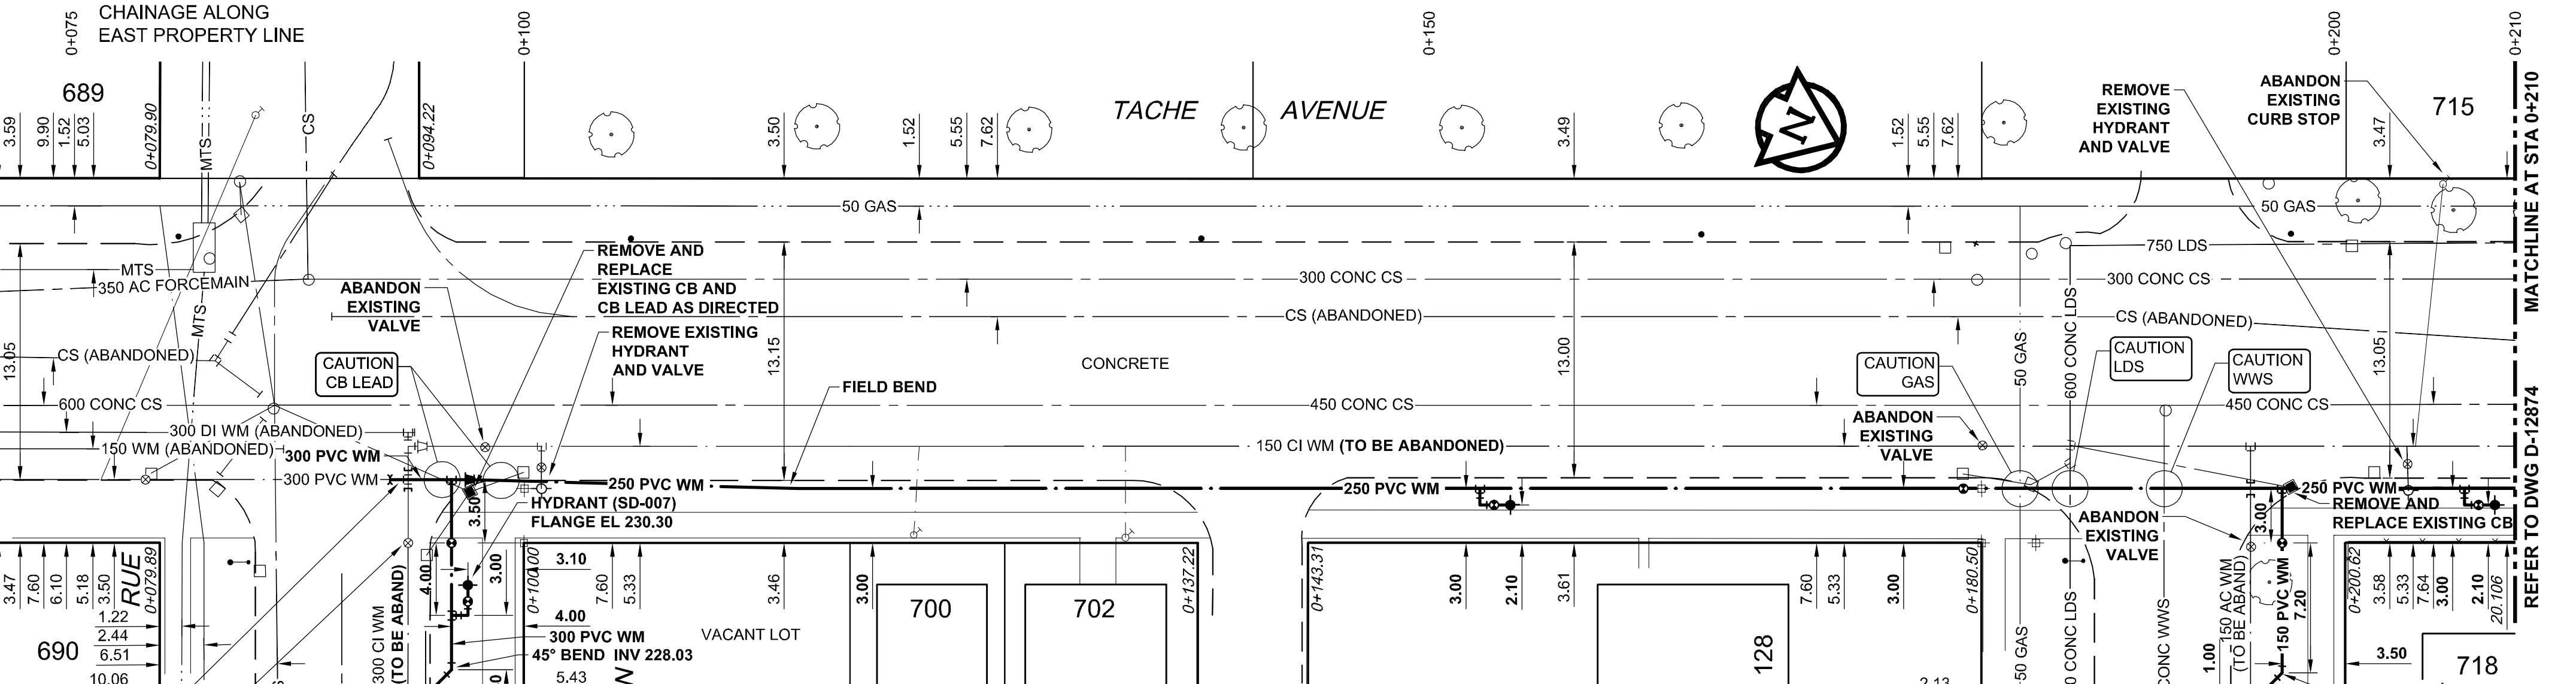 0+075
CHAINAGE ALONG
EAST PROPERTY LINE
0+100
0+150
0+200
0+210
689
3.59
9.90
1.52
5.03
0+079.90
MTS
CS
0+094.22
3.50
1.52
5.55
7.62
TACHE AVENUE
3.49
N
1.52
5.55
7.62
REMOVE
EXISTING
HYDRANT
AND VALVE
ABANDON
EXISTING
CURB STOP
3.47
715
MATCHLINE AT STA 0+210
REFER TO DWG D-12874
50 GAS
50 GAS
MTS
350 AC FORCEMAIN
MTS
REMOVE AND
REPLACE
EXISTING CB AND
CB LEAD AS DIRECTED
300 CONC CS
750 LDS
300 CONC CS
ABANDON
EXISTING
VALVE
CS (ABANDONED)
CS (ABANDONED)
REMOVE EXISTING
HYDRANT
AND VALVE
13.05
13.15
13.00
13.05
CS (ABANDONED)
CAUTION
CB LEAD
CONCRETE
FIELD BEND
CAUTION
GAS
50 GAS
600 CONC LDS
CAUTION
LDS
CAUTION
WWS
600 CONC CS
450 CONC CS
450 CONC CS
300 DI WM (ABANDONED)
150 WM (ABANDONED)
300 PVC WM
300 PVC WM
150 CI WM (TO BE ABANDONED)
ABANDON
EXISTING
VALVE
250 PVC WM
250 PVC WM
250 PVC WM
3.50
HYDRANT (SD-007)
FLANGE EL 230.30
REMOVE AND
REPLACE EXISTING CB
3.00
ABANDON
EXISTING
VALVE
3.47
7.60
6.10
5.18
3.50
RUE
0+079.89
1.22
2.44
6.51
10.06
690
300 CI WM
(TO BE ABAND)
4.00
3.00
0+100.00
3.10
4.00
300 PVC WM
45° BEND INV 228.03
5.43
7.60
5.33
3.46
3.00
VACANT LOT
700
702
0+137.22
0+143.31
3.00
2.10
3.61
128
7.60
5.33
3.00
0+180.50
2.13
50 GAS
CONC LDS
CONC WWS
1.00
150 AC WM
(TO BE ABAND)
150 PVC WM
7.20
0+200.62
3.58
5.33
7.64
3.00
2.10
20.106
3.50
718